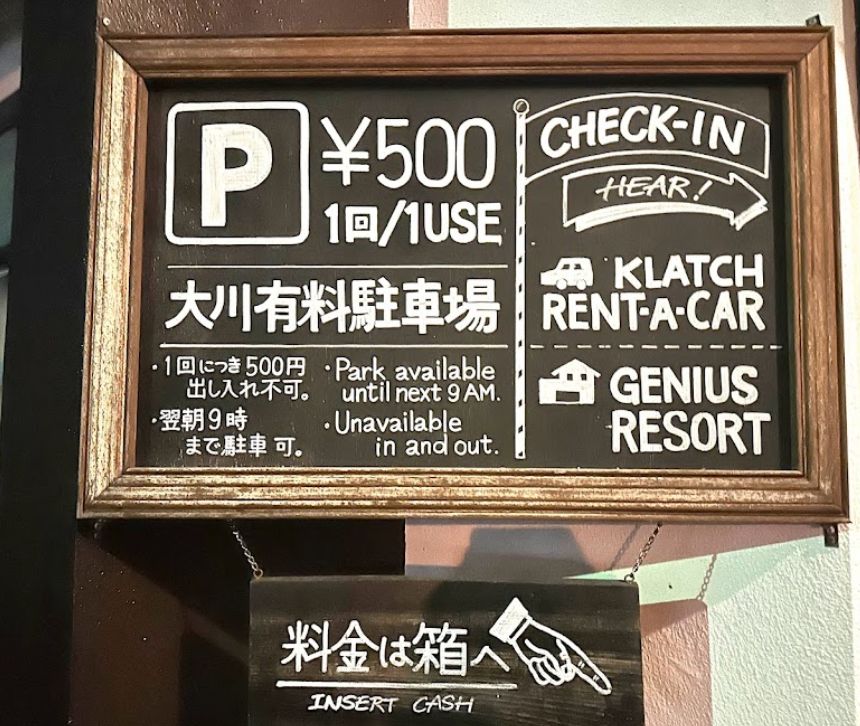 P
¥500
1回/1USE
大川有料駐車場
・1回につき500円
出し入れ不可。
・翌朝9時
まで駐車可。
・Park available
until next 9 AM.
・Unavailable
in and out.
CHECK-IN
HEAR!
KLATCH
RENT-A-CAR
GENIUS
RESORT
料金は箱へ
INSERT CASH